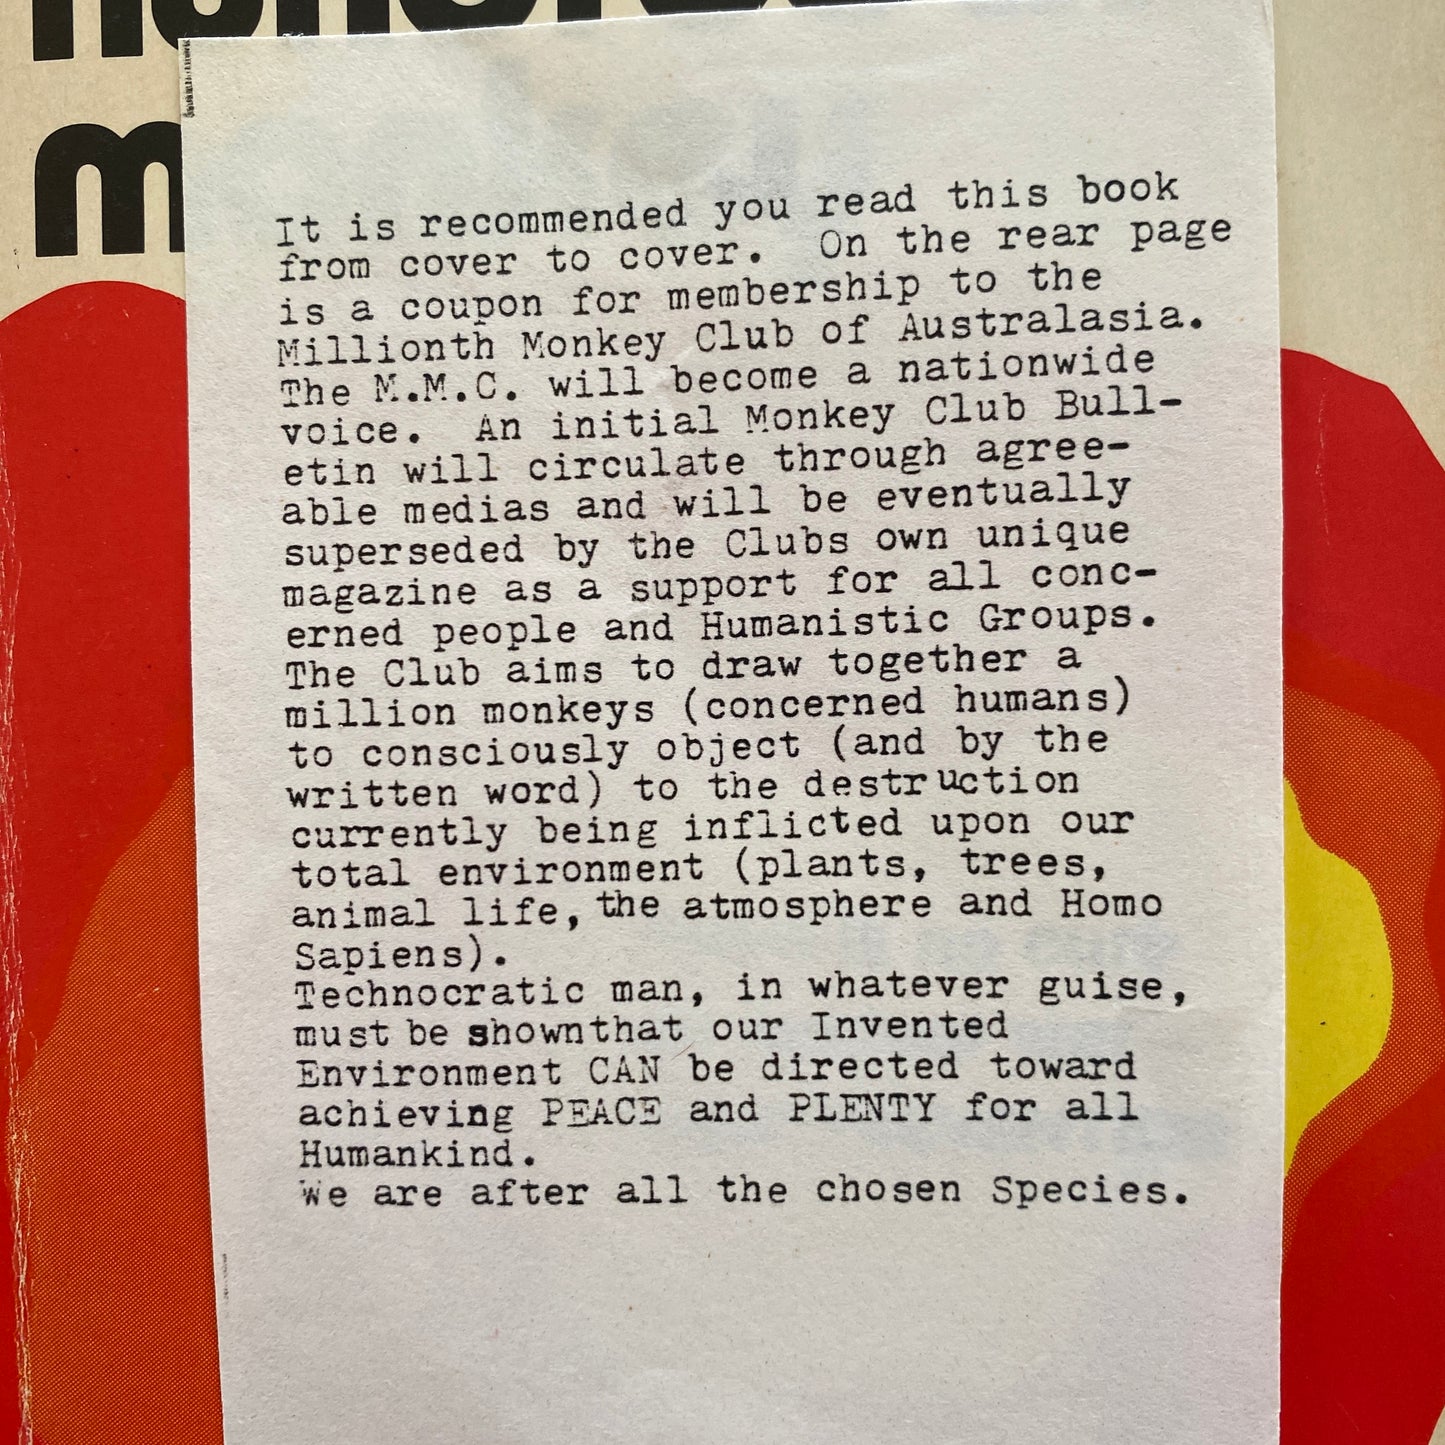 It is recommended you read this book
from cover to cover.  On the rear page
is a coupon for membership to the
Millionth Monkey Club of Australasia.
The M.M.C. will become a nationwide
voice.  An initial Monkey Club Bull-
etin will circulate through agree-
able medias and will be eventually
superseded by the Clubs own unique
magazine as a support for all conc-
erned people and Humanistic Groups.
The Club aims to draw together a
million monkeys (concerned humans)
to consciously object (and by the
written word) to the destruction
currently being inflicted upon our
total environment (plants, trees,
animal life, the atmosphere and Homo
Sapiens).
Technocratic man, in whatever guise,
must be shownthat our Invented
Environment CAN be directed toward
achieving PEACE and PLENTY for all
Humankind.
We are after all the chosen Species.